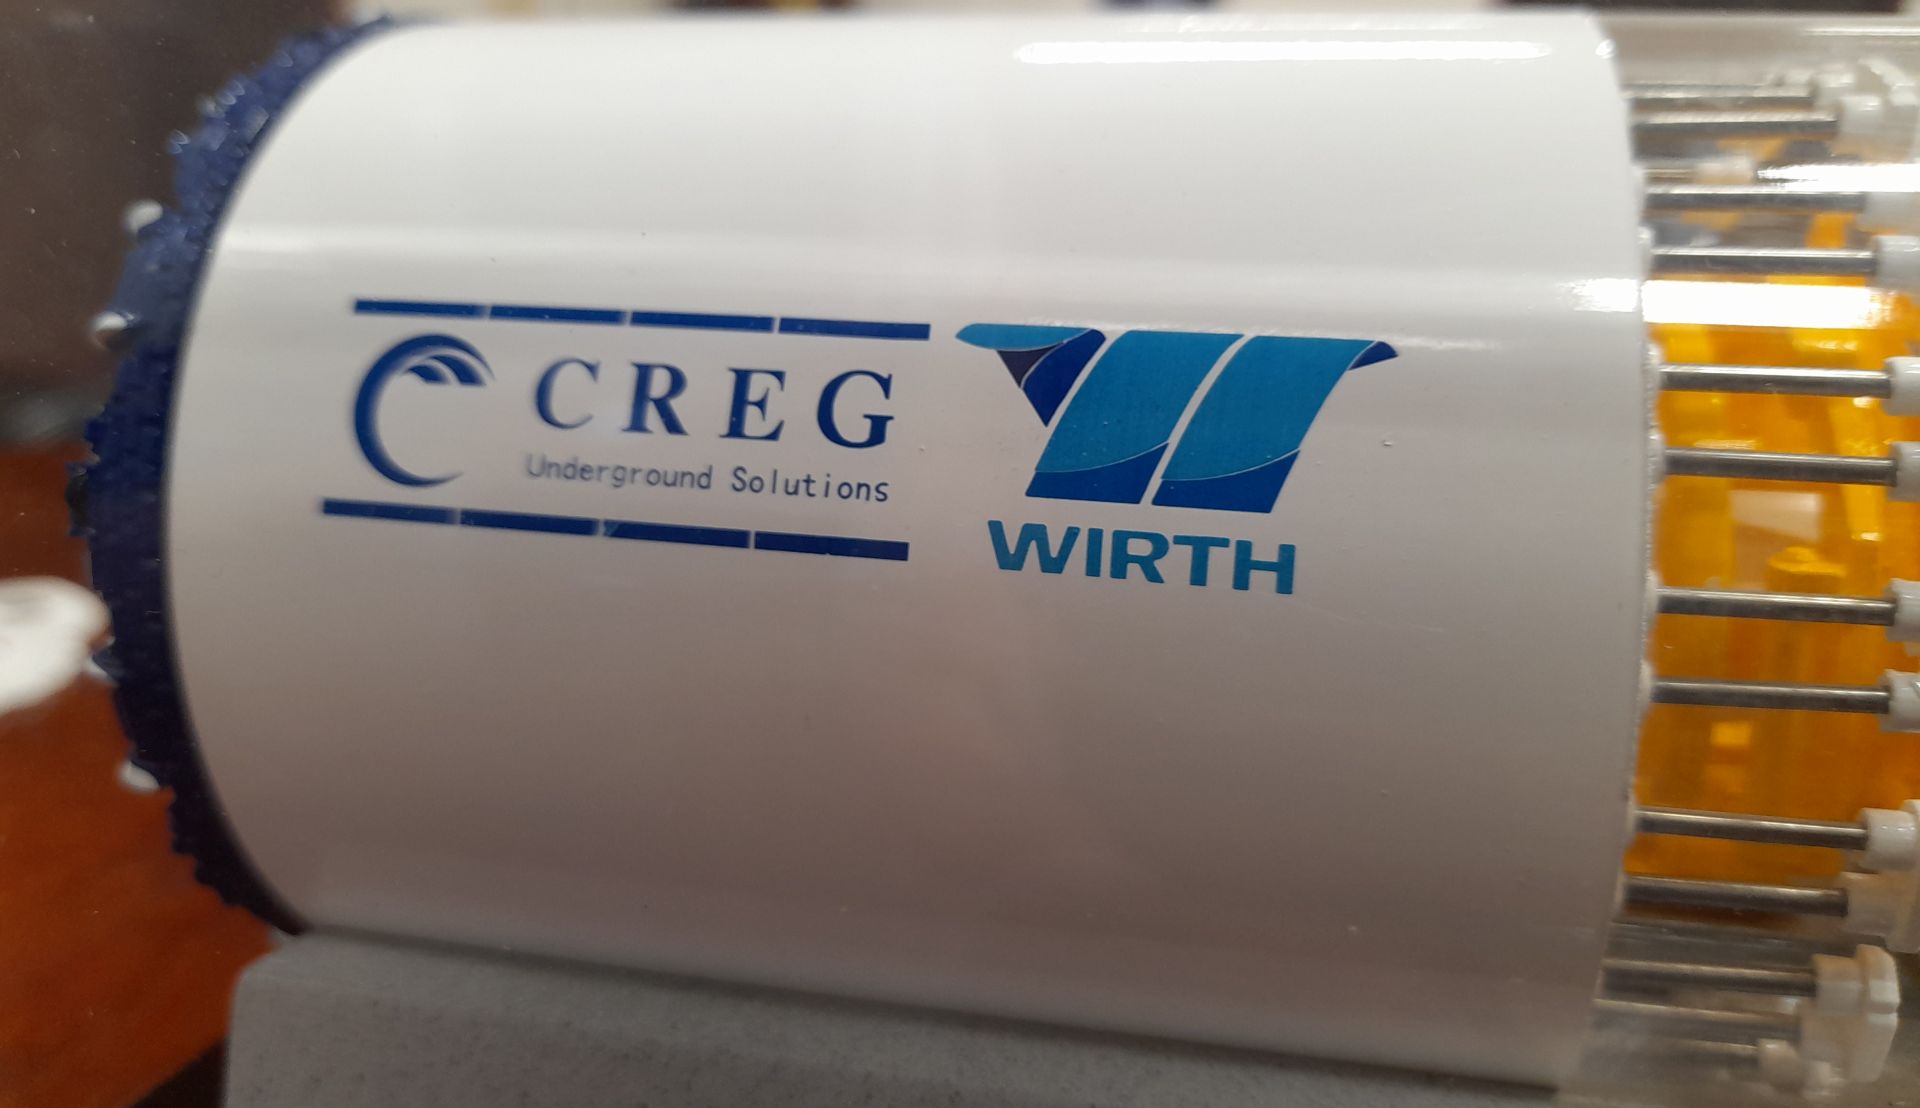 CREG
Underground Solutions
WIRTH